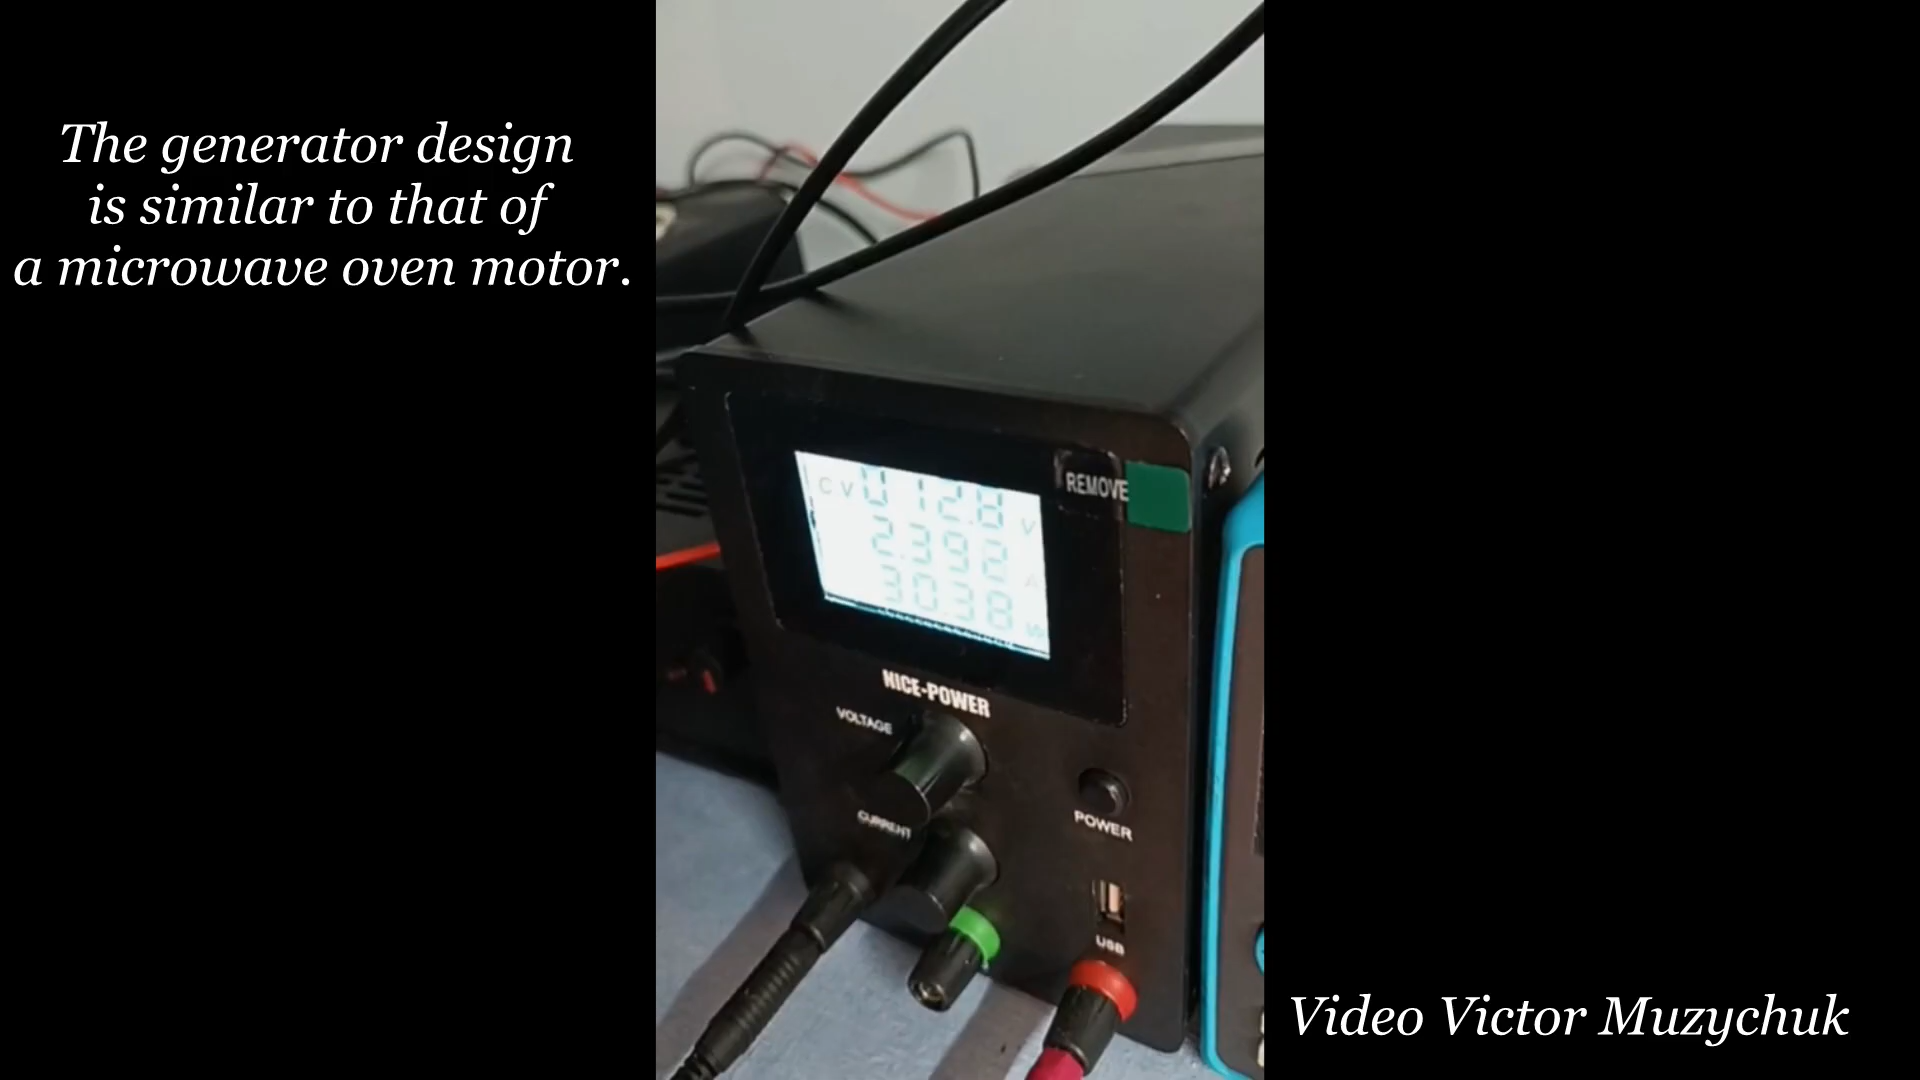 The generator design
is similar to that of
a microwave oven motor.
C V U 12.8 V
2.392 A
30.38 W
REMOVE
NICE-POWER
VOLTAGE
CURRENT
POWER
USB
Video Victor Muzychuk